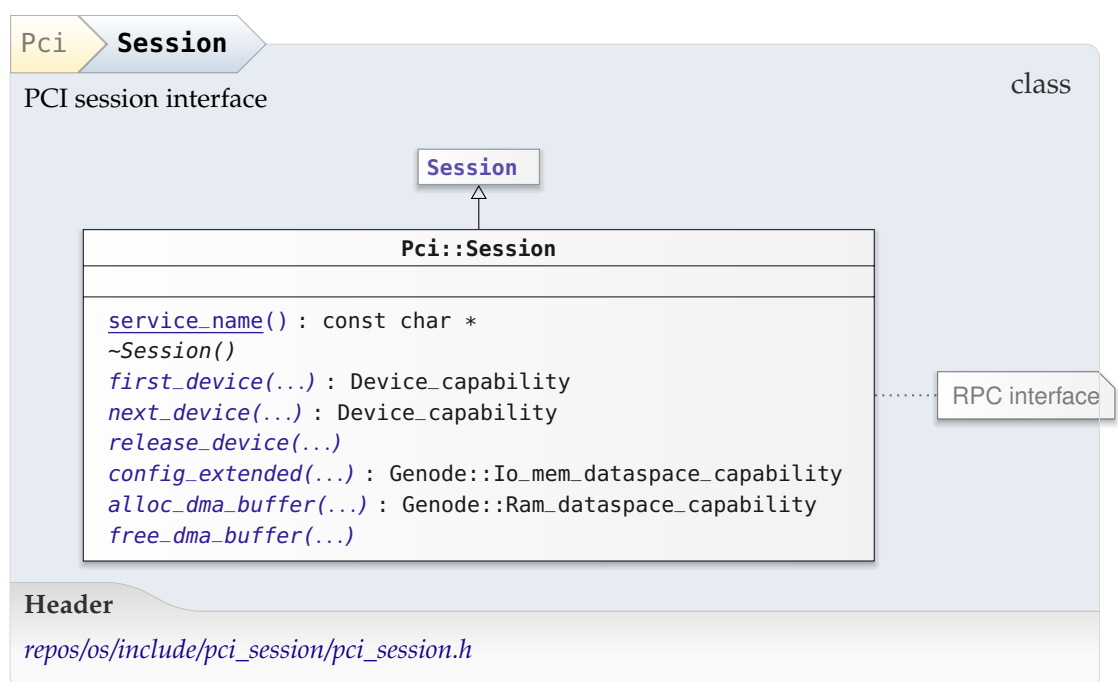 Pci Session
class
PCI session interface
Session
Pci::Session
service_name() : const char *
~Session()
first_device(...) : Device_capability
next_device(...) : Device_capability
RPC interface
release_device(...)
config_extended(...) : Genode::Io_mem_dataspace_capability
alloc_dma_buffer(...) : Genode::Ram_dataspace_capability
free_dma_buffer(...)
Header
repos/os/include/pci_session/pci_session.h